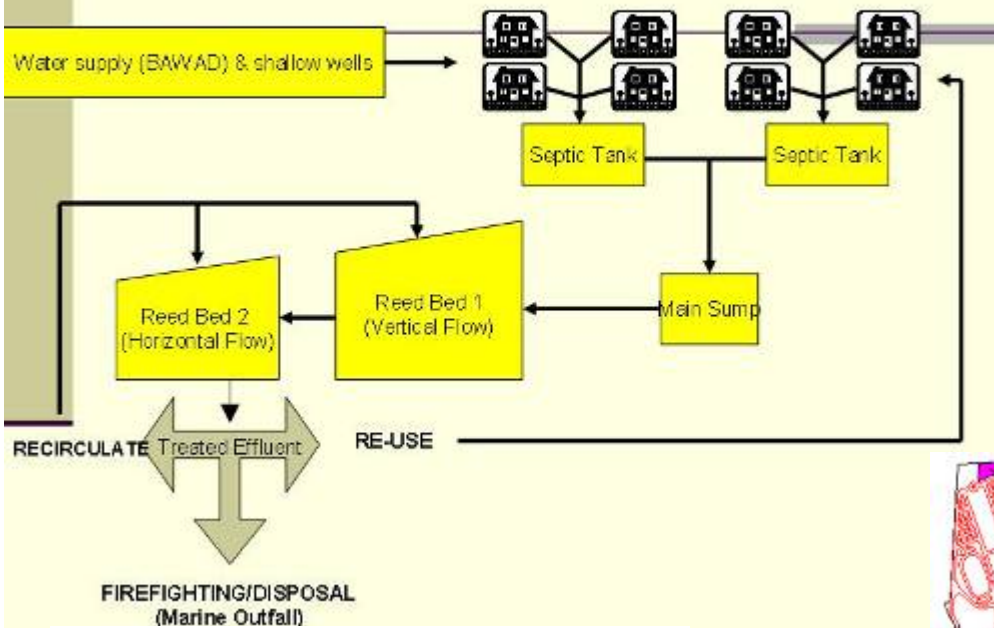 Water supply (BAWAD) & shallow wells
Septic Tank
Septic Tank
Reed Bed 2
(Horizontal Flow)
Reed Bed 1
(Vertical Flow)
Main Sump
RECIRCULATE
Treated Effluent
RE-USE
FIREFIGHTING/DISPOSAL
(Marine Outfall)